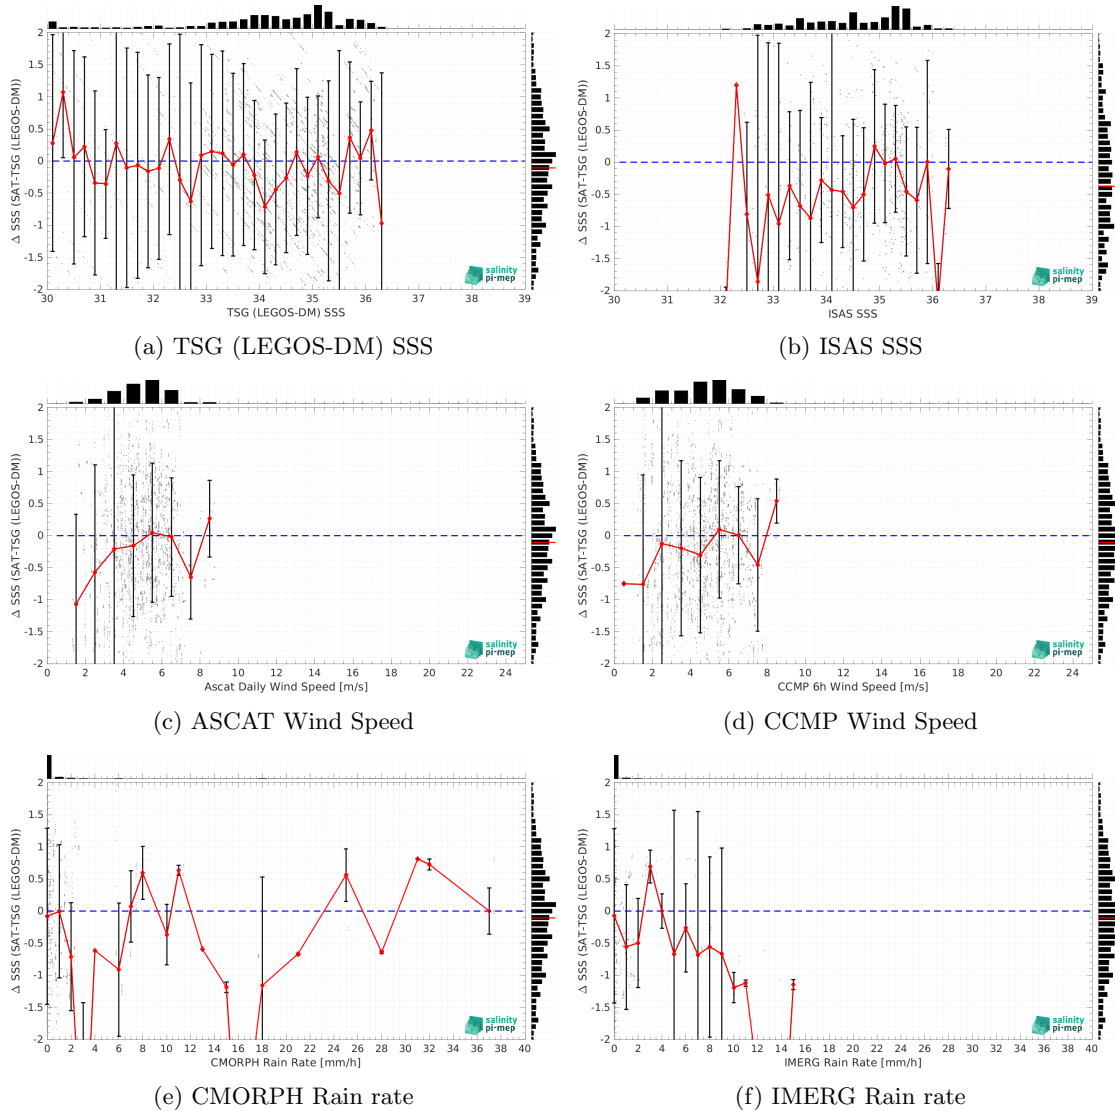 Δ SSS (SAT-TSG (LEGOS-DM))
2
1.5
1
0.5
0
-0.5
-1
-1.5
-2
30 31 32 33 34 35 36 37 38 39
TSG (LEGOS-DM) SSS
salinity
pi-mep
(a) TSG (LEGOS-DM) SSS
Δ SSS (SAT-TSG (LEGOS-DM))
2
1.5
1
0.5
0
-0.5
-1
-1.5
-2
30 31 32 33 34 35 36 37 38 39
ISAS SSS
salinity
pi-mep
(b) ISAS SSS
Δ SSS (SAT-TSG (LEGOS-DM))
2
1.5
1
0.5
0
-0.5
-1
-1.5
-2
0 2 4 6 8 10 12 14 16 18 20 22 24
Ascat Daily Wind Speed [m/s]
salinity
pi-mep
(c) ASCAT Wind Speed
Δ SSS (SAT-TSG (LEGOS-DM))
2
1.5
1
0.5
0
-0.5
-1
-1.5
-2
0 2 4 6 8 10 12 14 16 18 20 22 24
CCMP 6h Wind Speed [m/s]
salinity
pi-mep
(d) CCMP Wind Speed
Δ SSS (SAT-TSG (LEGOS-DM))
2
1.5
1
0.5
0
-0.5
-1
-1.5
-2
0 2 4 6 8 10 12 14 16 18 20 22 24 26 28 30 32 34 36 38 40
CMORPH Rain Rate [mm/h]
salinity
pi-mep
(e) CMORPH Rain rate
Δ SSS (SAT-TSG (LEGOS-DM))
2
1.5
1
0.5
0
-0.5
-1
-1.5
-2
0 2 4 6 8 10 12 14 16 18 20 22 24 26 28 30 32 34 36 38 40
IMERG Rain Rate [mm/h]
salinity
pi-mep
(f) IMERG Rain rate